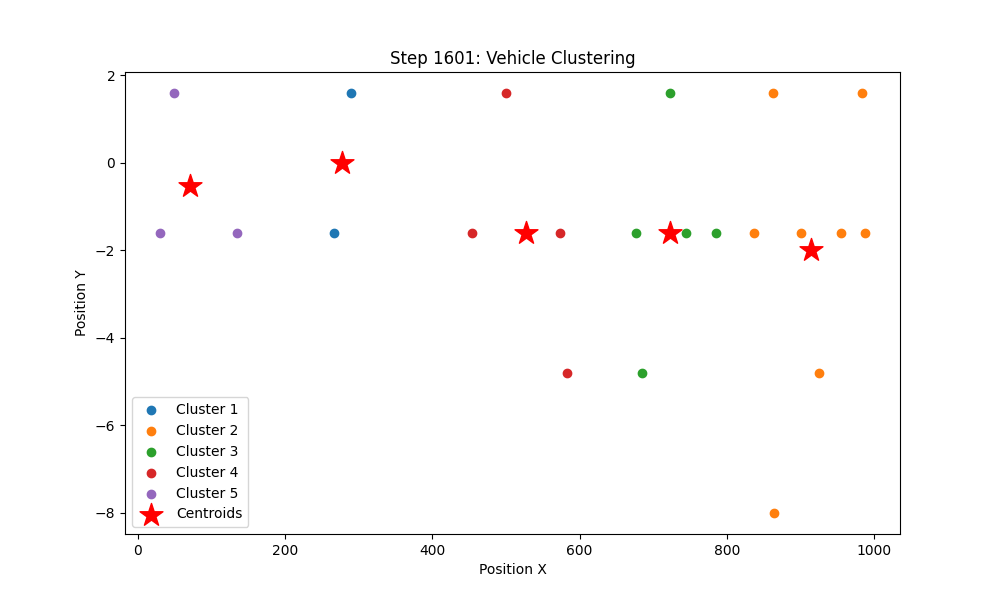 Step 1601: Vehicle Clustering
Position Y
2
0
−2
−4
−6
−8
Cluster 1
Cluster 2
Cluster 3
Cluster 4
Cluster 5
Centroids
0 200 400 600 800 1000
Position X